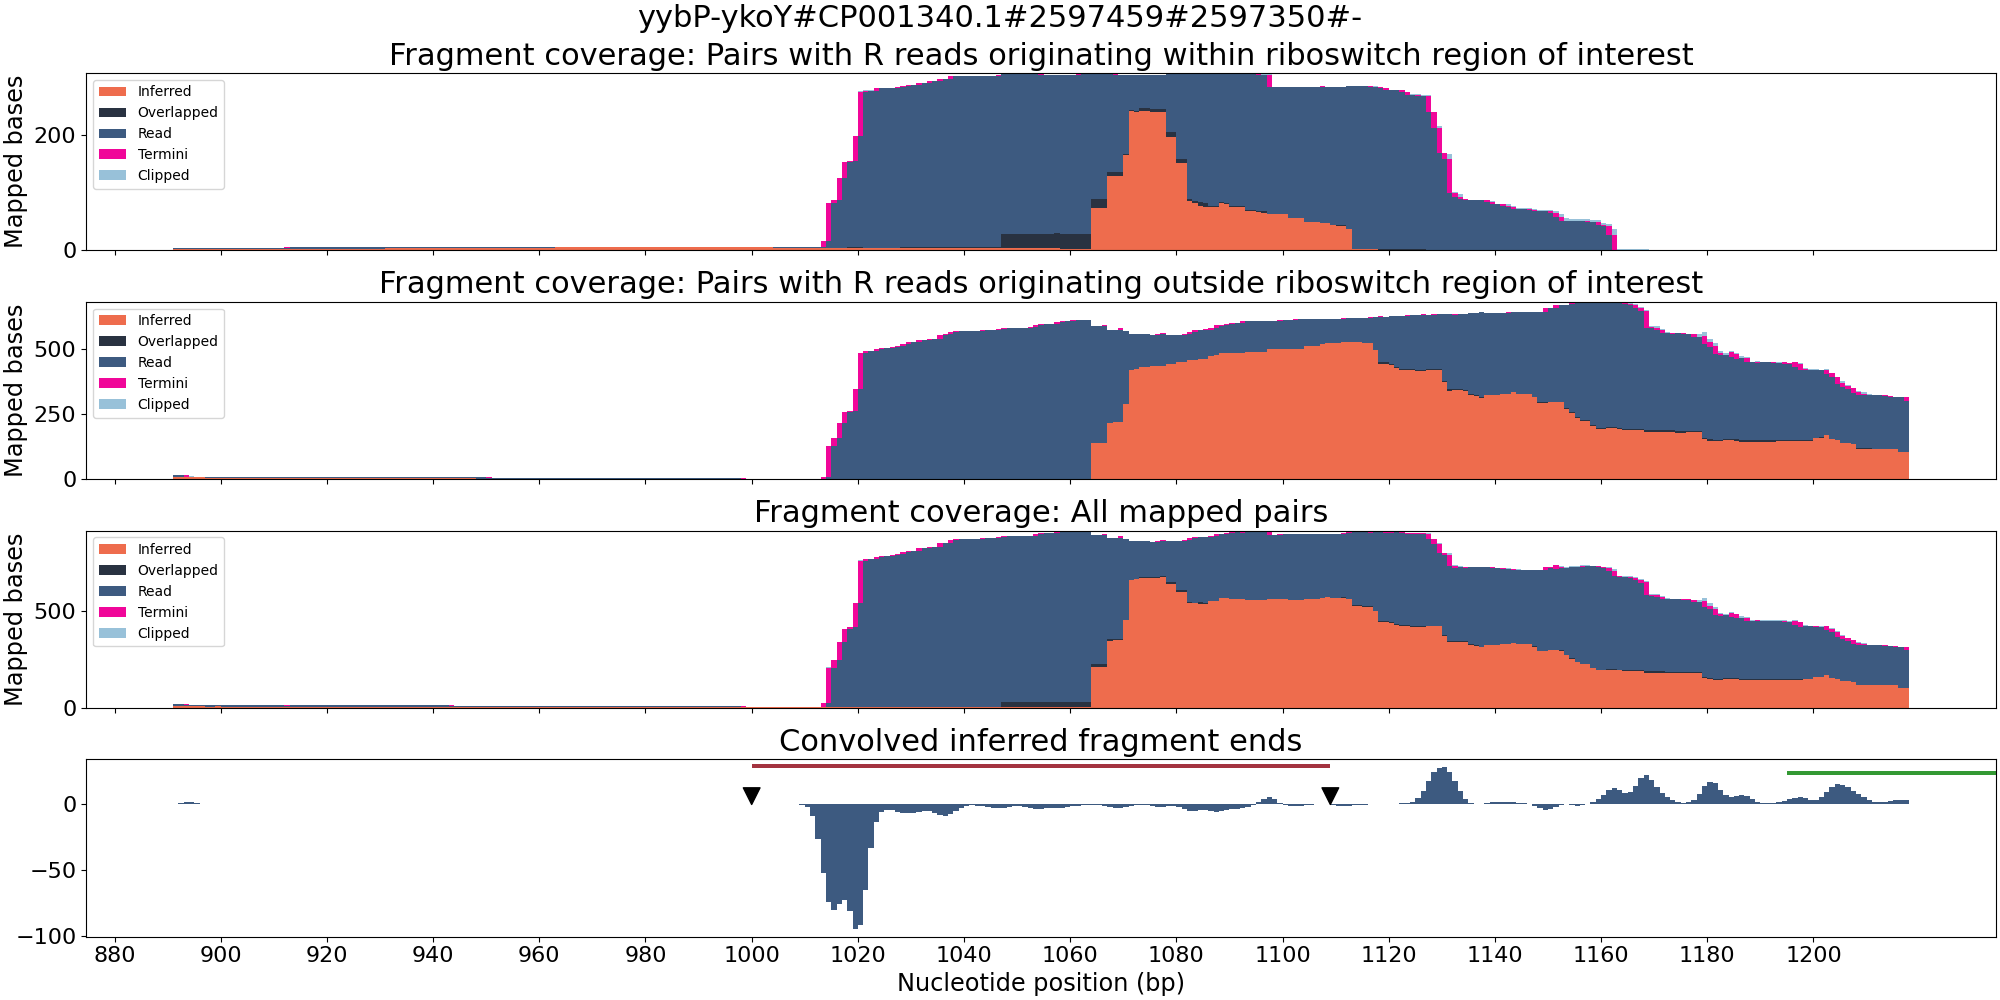 yybP-ykoY#CP001340.1#2597459#2597350#-
Fragment coverage: Pairs with R reads originating within riboswitch region of interest
Mapped bases
200
0
Inferred
Overlapped
Read
Termini
Clipped
Fragment coverage: Pairs with R reads originating outside riboswitch region of interest
Mapped bases
500
250
0
Inferred
Overlapped
Read
Termini
Clipped
Fragment coverage: All mapped pairs
Mapped bases
500
0
Inferred
Overlapped
Read
Termini
Clipped
Convolved inferred fragment ends
0
−50
−100
880 900 920 940 960 980 1000 1020 1040 1060 1080 1100 1120 1140 1160 1180 1200
Nucleotide position (bp)